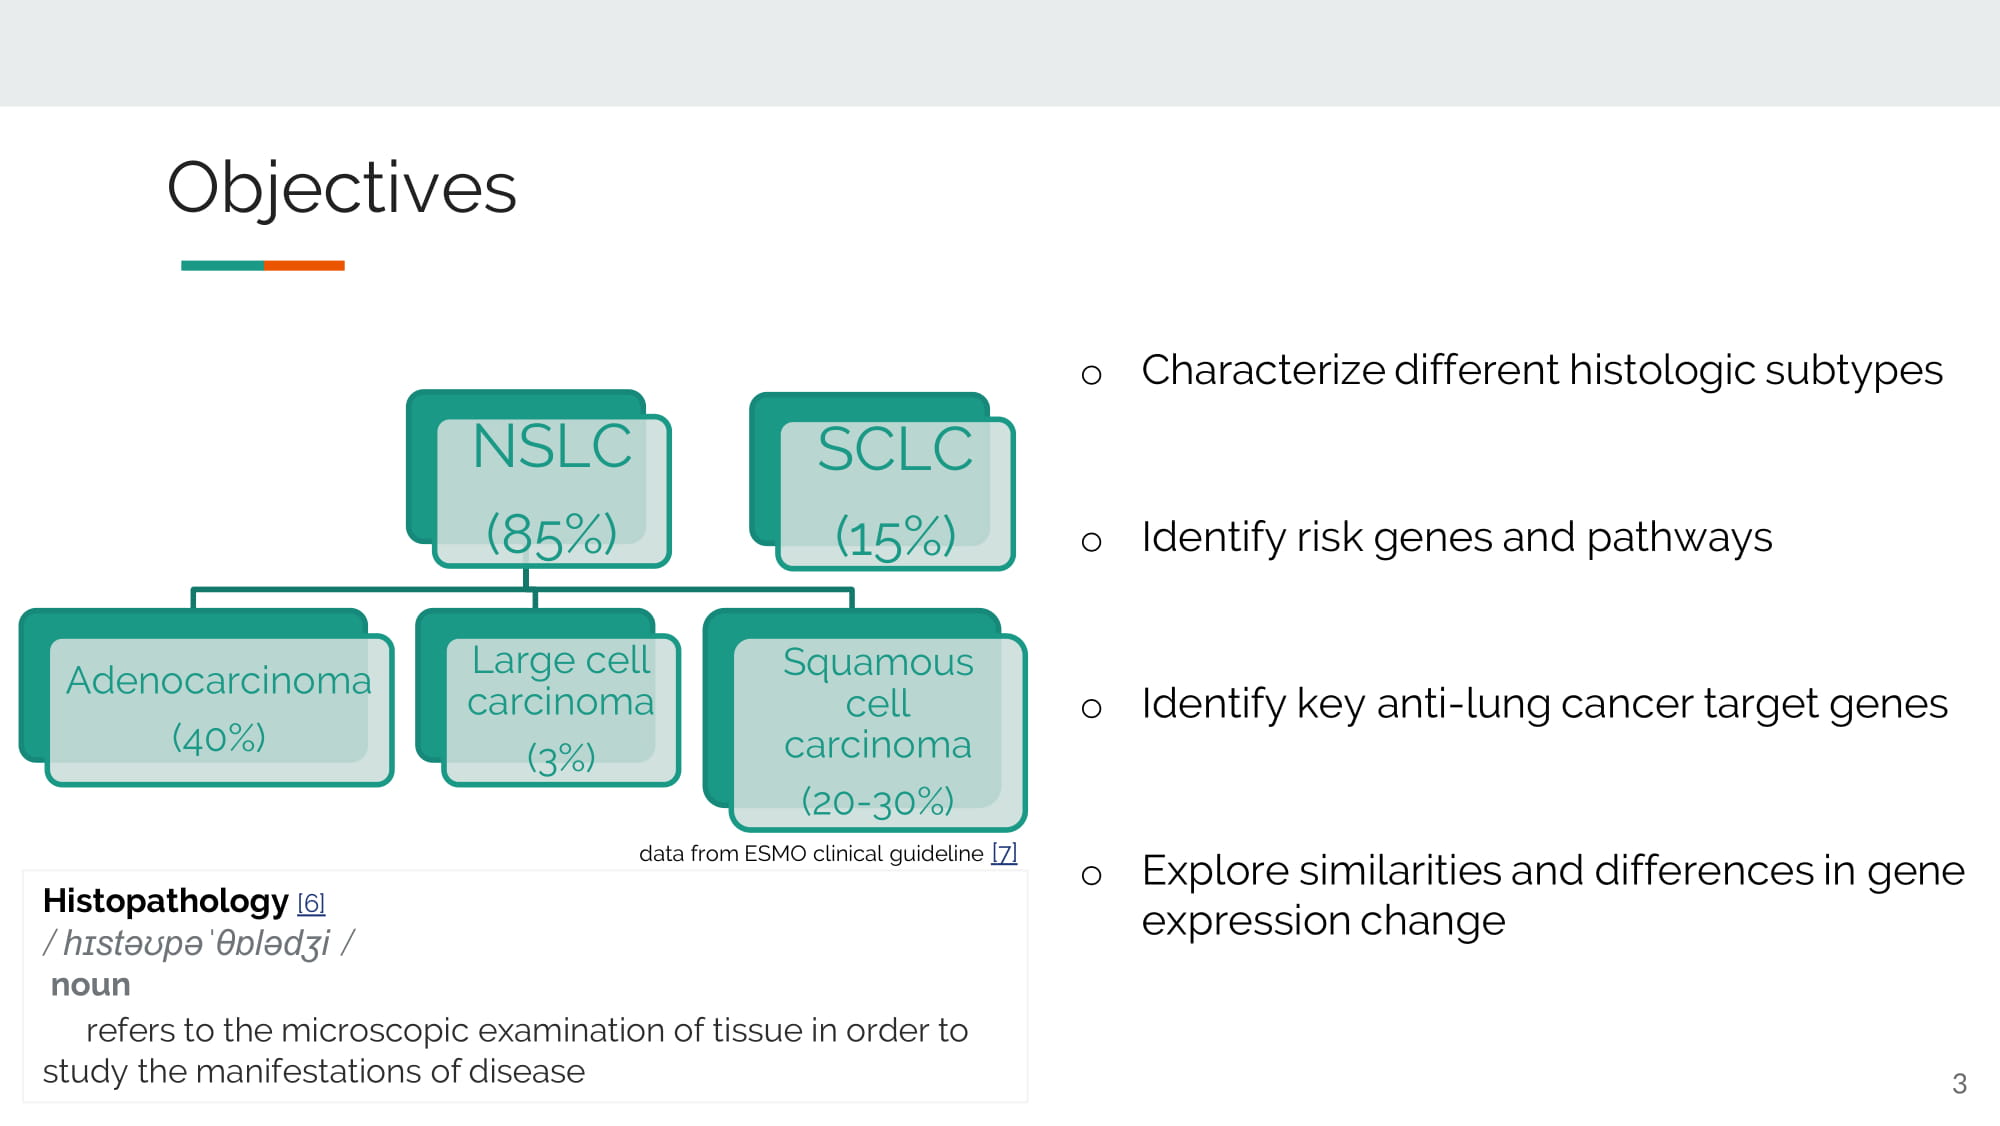 Objectives
NSLC
(85%)
SCLC
(15%)
Adenocarcinoma
(40%)
Large cell
carcinoma
(3%)
Squamous
cell
carcinoma
(20-30%)
data from ESMO clinical guideline [7]
Histopathology [6]
/ hɪstəʊpəˈθɒlədʒi /
noun
refers to the microscopic examination of tissue in order to
study the manifestations of disease
o Characterize different histologic subtypes
o Identify risk genes and pathways
o Identify key anti-lung cancer target genes
o Explore similarities and differences in gene
expression change
3